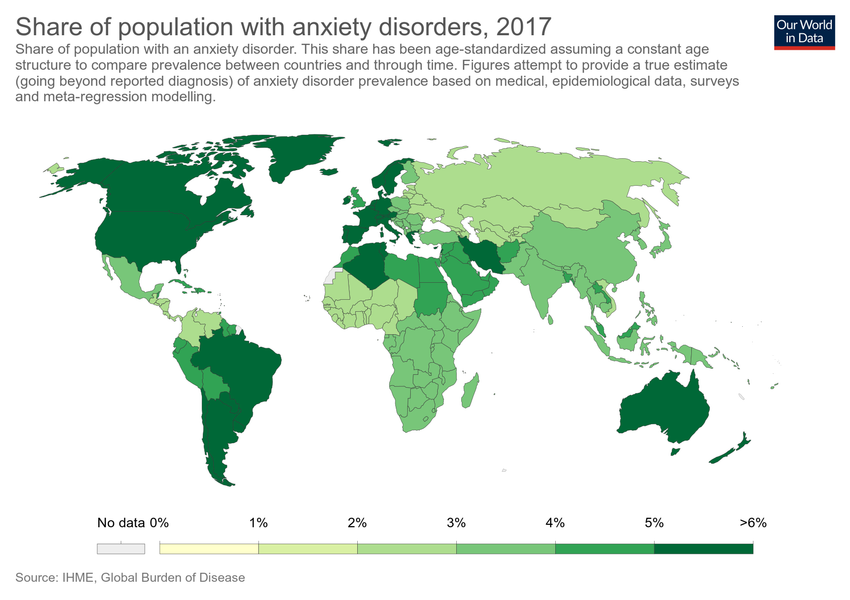 Share of population with anxiety disorders, 2017
Our World
in Data
Share of population with an anxiety disorder. This share has been age-standardized assuming a constant age
structure to compare prevalence between countries and through time. Figures attempt to provide a true estimate
(going beyond reported diagnosis) of anxiety disorder prevalence based on medical, epidemiological data, surveys
and meta-regression modelling.
No data 0% 1% 2% 3% 4% 5% >6%
Source: IHME, Global Burden of Disease